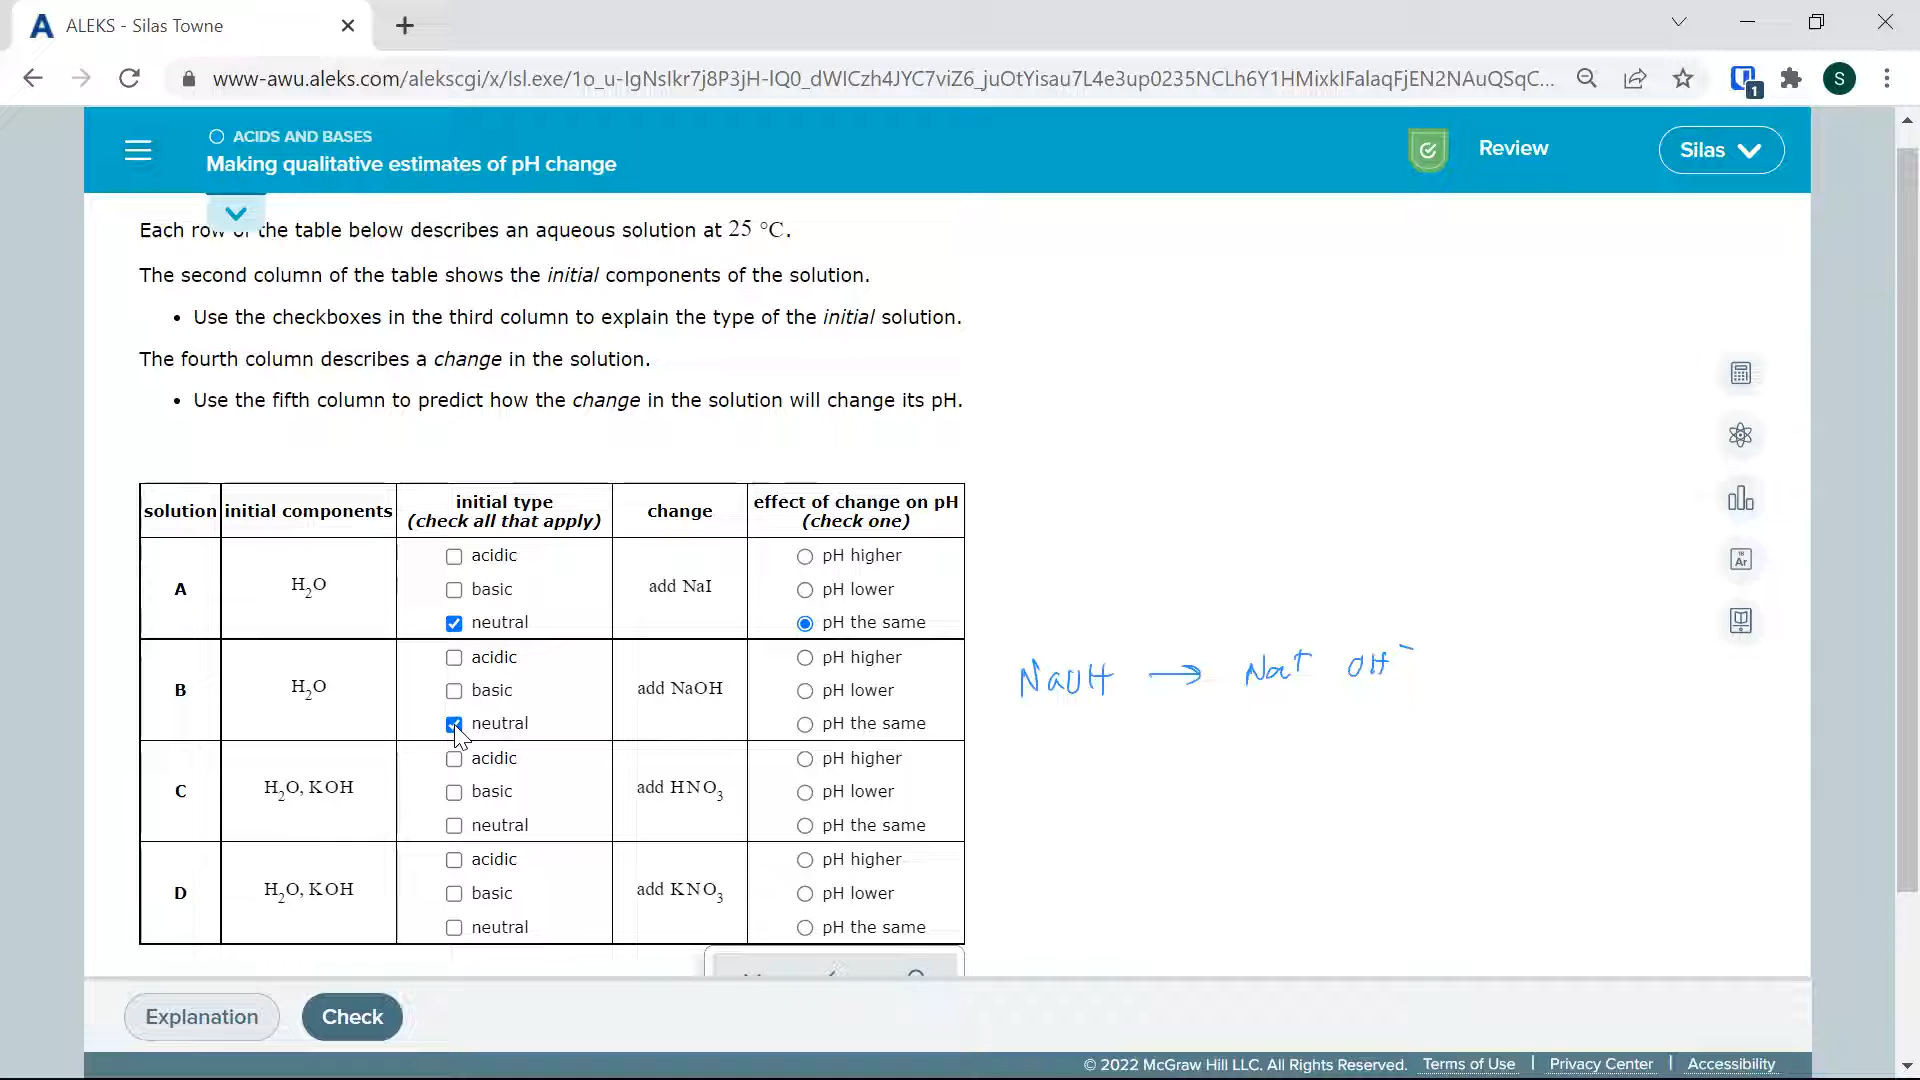 ALEKS - Silas Towne
www-awu.aleks.com/alekscgi/x/Isl.exe/1o_u-IgNsIkr7j8P3jH-IQ0_dWICzh4JYC7viZ6_juOtYisau7L4e3up0235NCLh6Y1HMixkIFalaqFjEN2NAuQSqC...
S
1
ACIDS AND BASES
Making qualitative estimates of pH change
Review
Silas
Each row of the table below describes an aqueous solution at 25 °C.
The second column of the table shows the initial components of the solution.
• Use the checkboxes in the third column to explain the type of the initial solution.
The fourth column describes a change in the solution.
• Use the fifth column to predict how the change in the solution will change its pH.
solution initial components initial type (check all that apply) change effect of change on pH (check one)
A H₂O acidic basic neutral add NaI pH higher pH lower pH the same
B H₂O acidic basic neutral add NaOH pH higher pH lower pH the same
NaOH → Na⁺ OH⁻
C H₂O, KOH acidic basic neutral add HNO₃ pH higher pH lower pH the same
D H₂O, KOH acidic basic neutral add KNO₃ pH higher pH lower pH the same
18
Ar
Explanation Check
© 2022 McGraw Hill LLC. All Rights Reserved. Terms of Use | Privacy Center | Accessibility